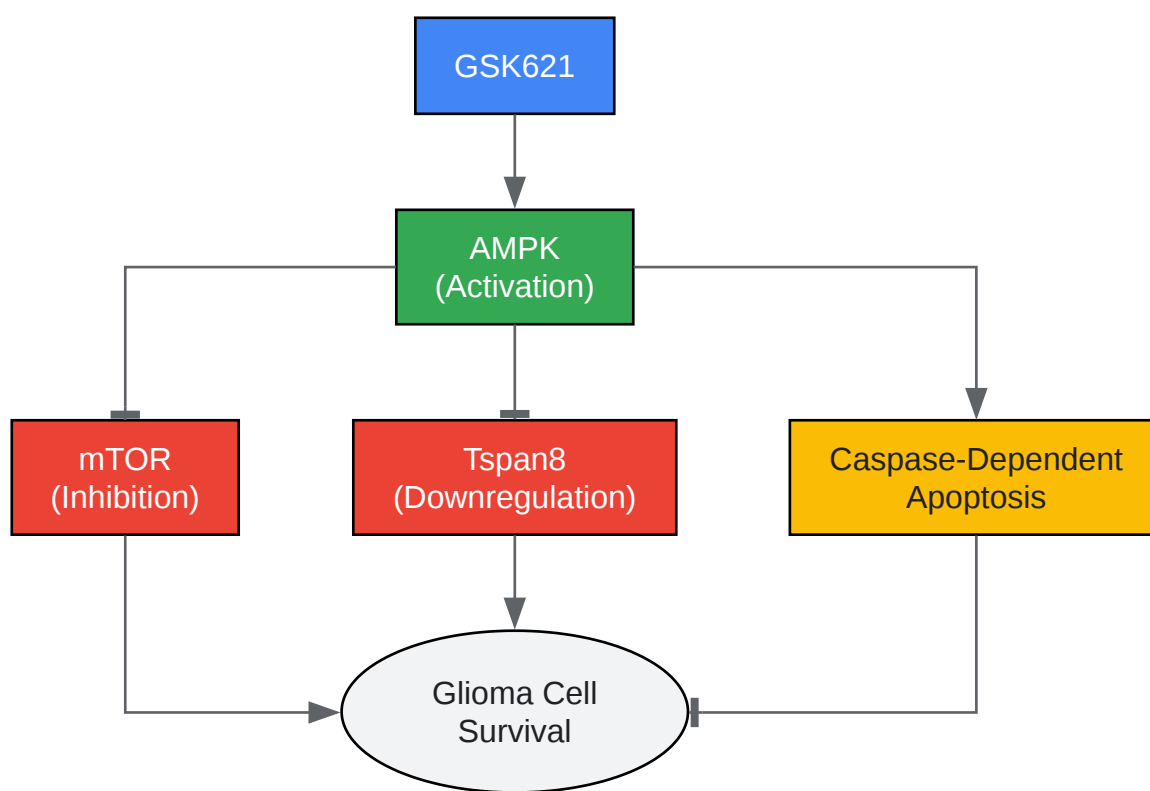 GSK621
AMPK
(Activation)
mTOR
(Inhibition)
Tspan8
(Downregulation)
Caspase-Dependent
Apoptosis
Glioma Cell
Survival